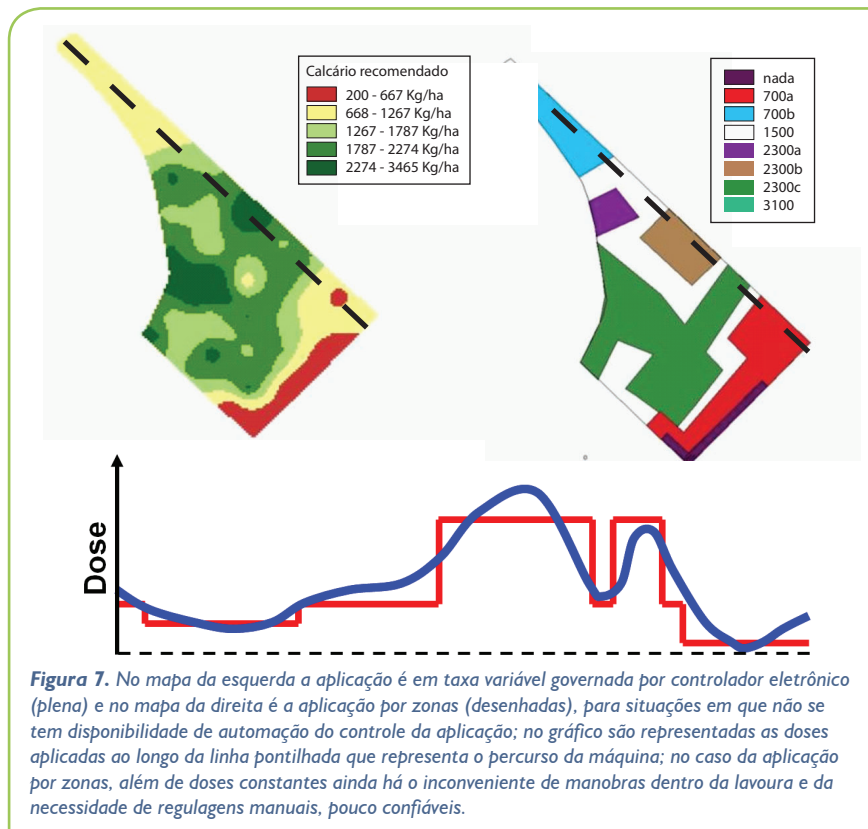 Calcário recomendado
200 - 667 Kg/ha
668 - 1267 Kg/ha
1267 - 1787 Kg/ha
1787 - 2274 Kg/ha
2274 - 3465 Kg/ha
nada
700a
700b
1500
2300a
2300b
2300c
3100
Dose
Figura 7. No mapa da esquerda a aplicação é em taxa variável governada por controlador eletrônico
(plena) e no mapa da direita é a aplicação por zonas (desenhadas), para situações em que não se
tem disponibilidade de automação do controle da aplicação; no gráfico são representadas as doses
aplicadas ao longo da linha pontilhada que representa o percurso da máquina; no caso da aplicação
por zonas, além de doses constantes ainda há o inconveniente de manobras dentro da lavoura e da
necessidade de regulagens manuais, pouco confiáveis.